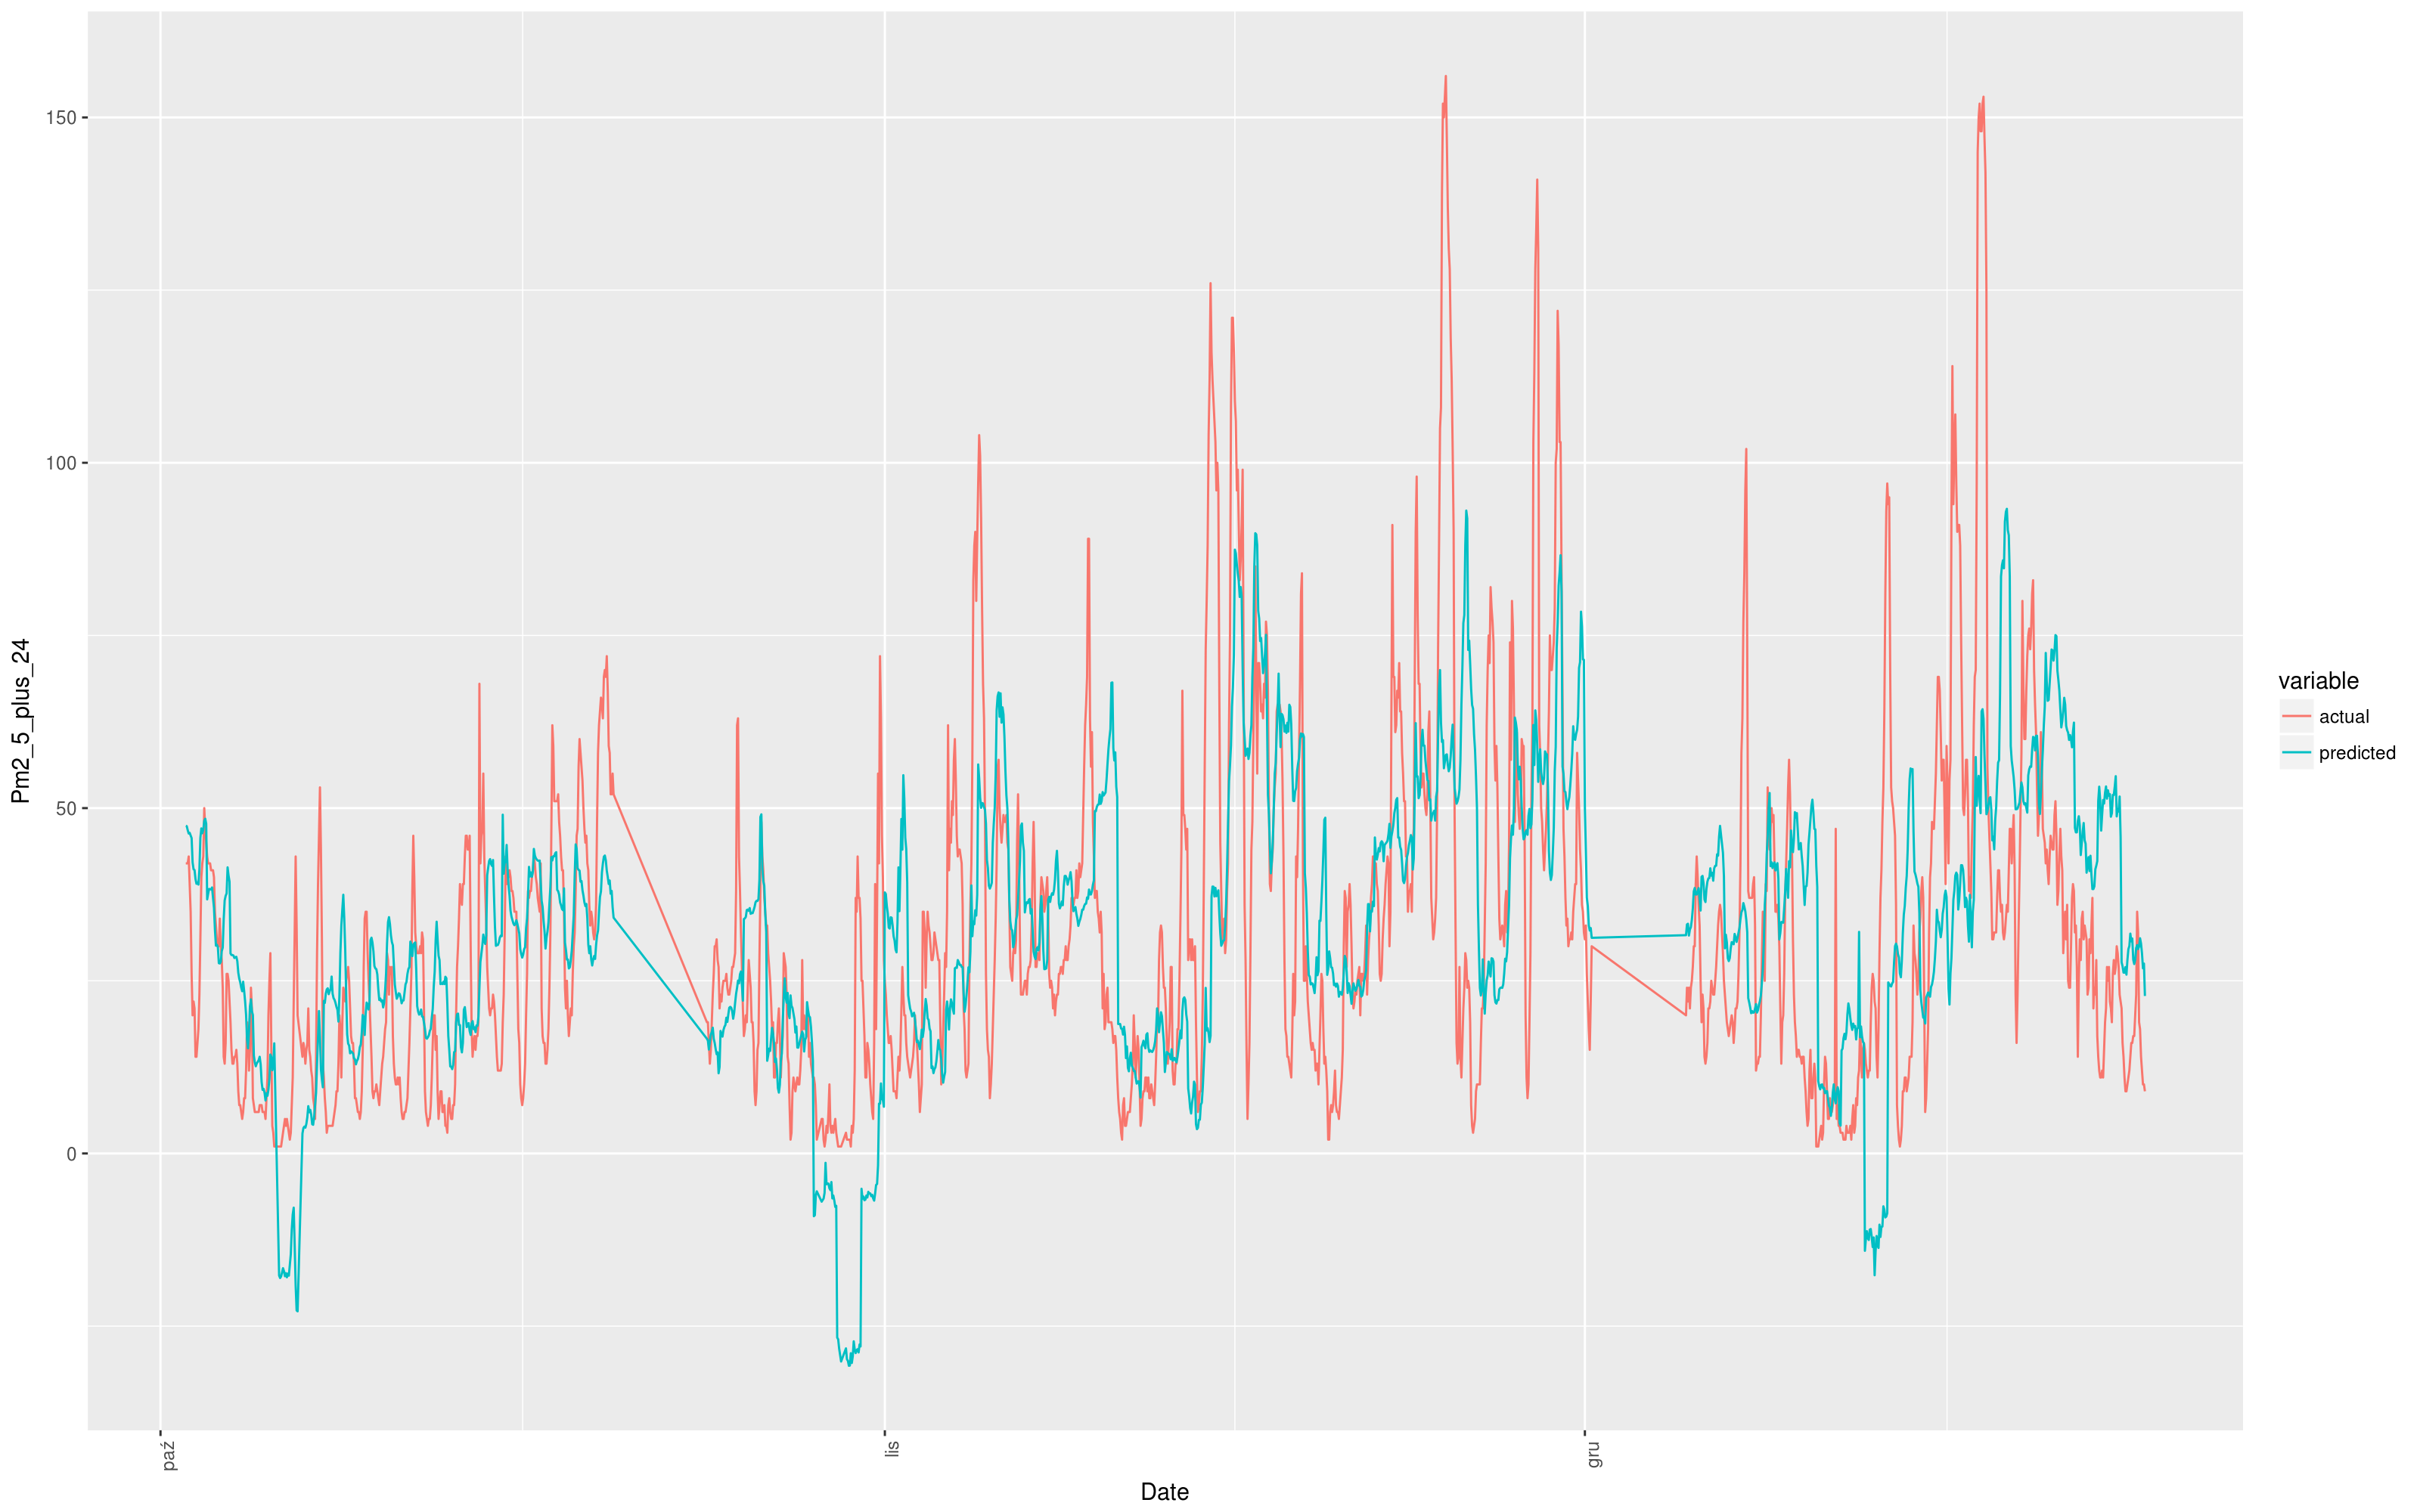 Pm2_5_plus_24
150
100
50
0
paź
lis
gru
Date
variable
actual
predicted